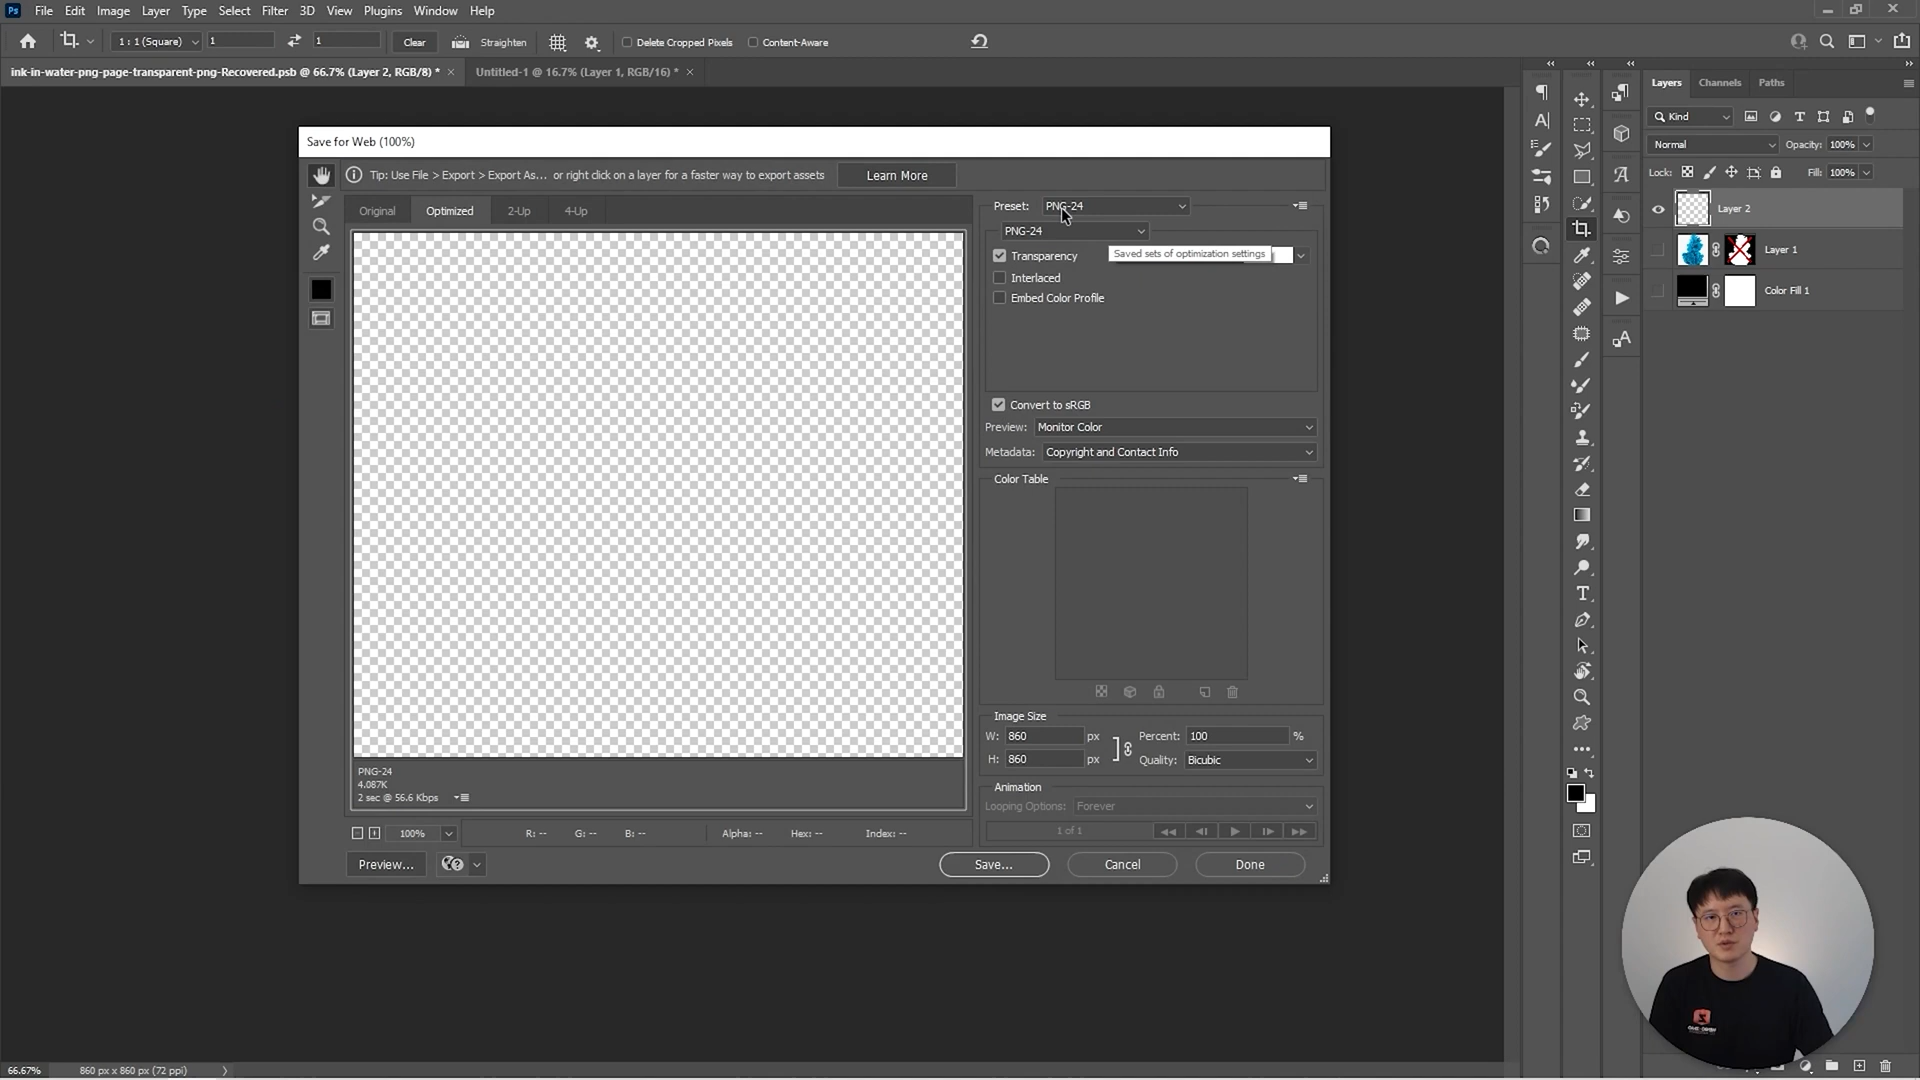 Ps File Edit Image Layer Type Select Filter 3D View Plugins Window Help
1 : 1 (Square) 1 1 Clear Straighten Delete Cropped Pixels Content-Aware
ink-in-water-png-page-transparent-png-Recovered.psb @ 66.7% (Layer 2, RGB/8) * Untitled-1 @ 16.7% (Layer 1, RGB/16) *
Layers Channels Paths
Kind
Normal Opacity: 100%
Lock: Fill: 100%
Layer 2
Layer 1
Color Fill 1
Save for Web (100%)
Tip: Use File > Export > Export As... or right click on a layer for a faster way to export assets Learn More
Original Optimized 2-Up 4-Up
Preset: PNG-24
PNG-24
Transparency Saved sets of optimization settings
Interlaced
Embed Color Profile
Convert to sRGB
Preview: Monitor Color
Metadata: Copyright and Contact Info
Color Table
Image Size
W: 860 px Percent: 100 %
H: 860 px Quality: Bicubic
Animation
Looping Options: Forever
1 of 1
PNG-24
4.087K
2 sec @ 56.6 Kbps
100% R: -- G: -- B: -- Alpha: -- Hex: -- Index: --
Preview... Save... Cancel Done
66.67% 860 px x 860 px (72 ppi)